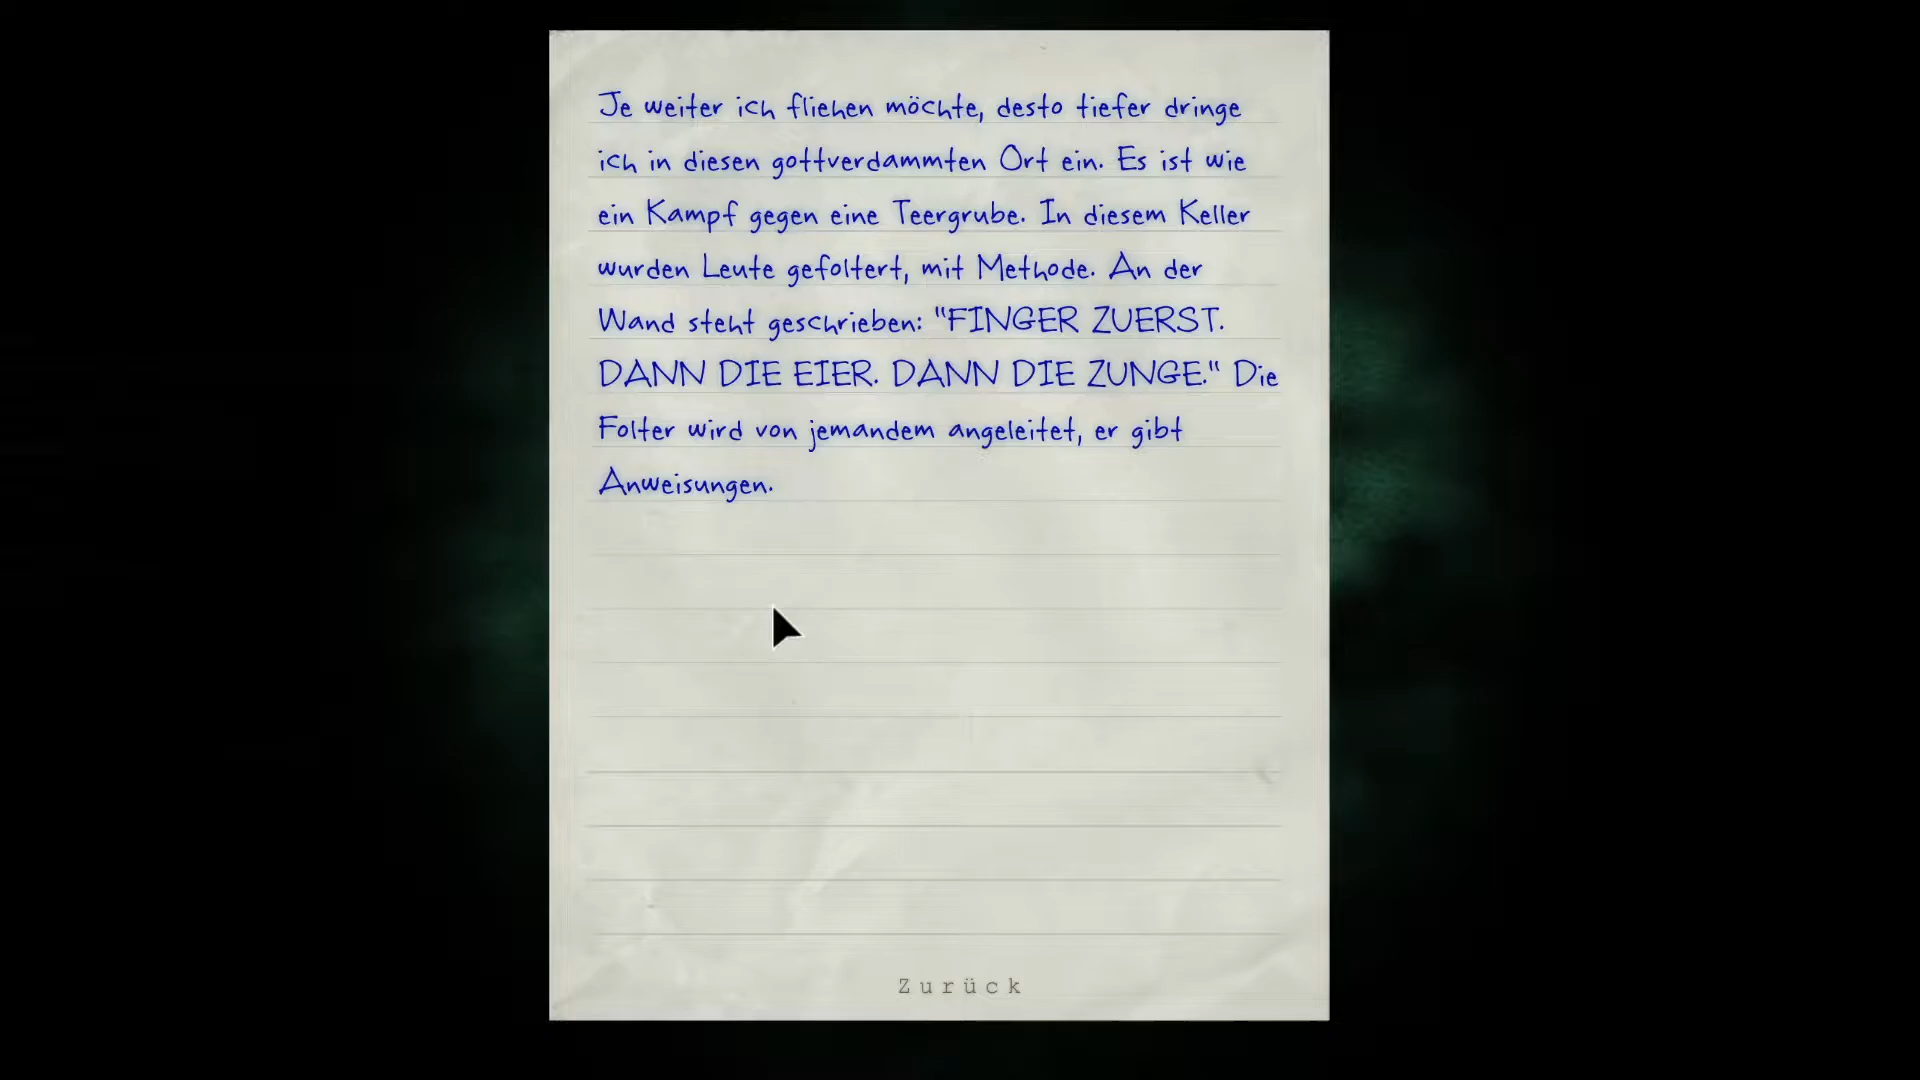 Je weiter ich fliehen möchte, desto tiefer dringe
ich in diesen gottverdammten Ort ein. Es ist wie
ein Kampf gegen eine Teergrube. In diesem Keller
wurden Leute gefoltert, mit Methode. An der
Wand steht geschrieben: "FINGER ZUERST.
DANN DIE EIER. DANN DIE ZUNGE." Die
Folter wird von jemandem angeleitet, er gibt
Anweisungen.
Zurück